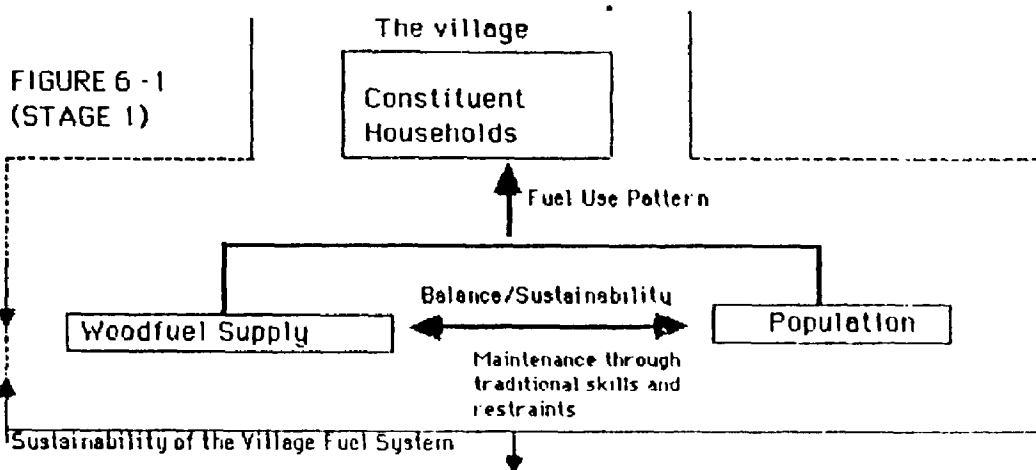 The village
FIGURE 6 - 1
(STAGE 1)
Constituent
Households
Fuel Use Pattern
Balance/Sustainability
Woodfuel Supply
Population
Maintenance through
traditional skills and
restraints
Sustainability of the Village Fuel System